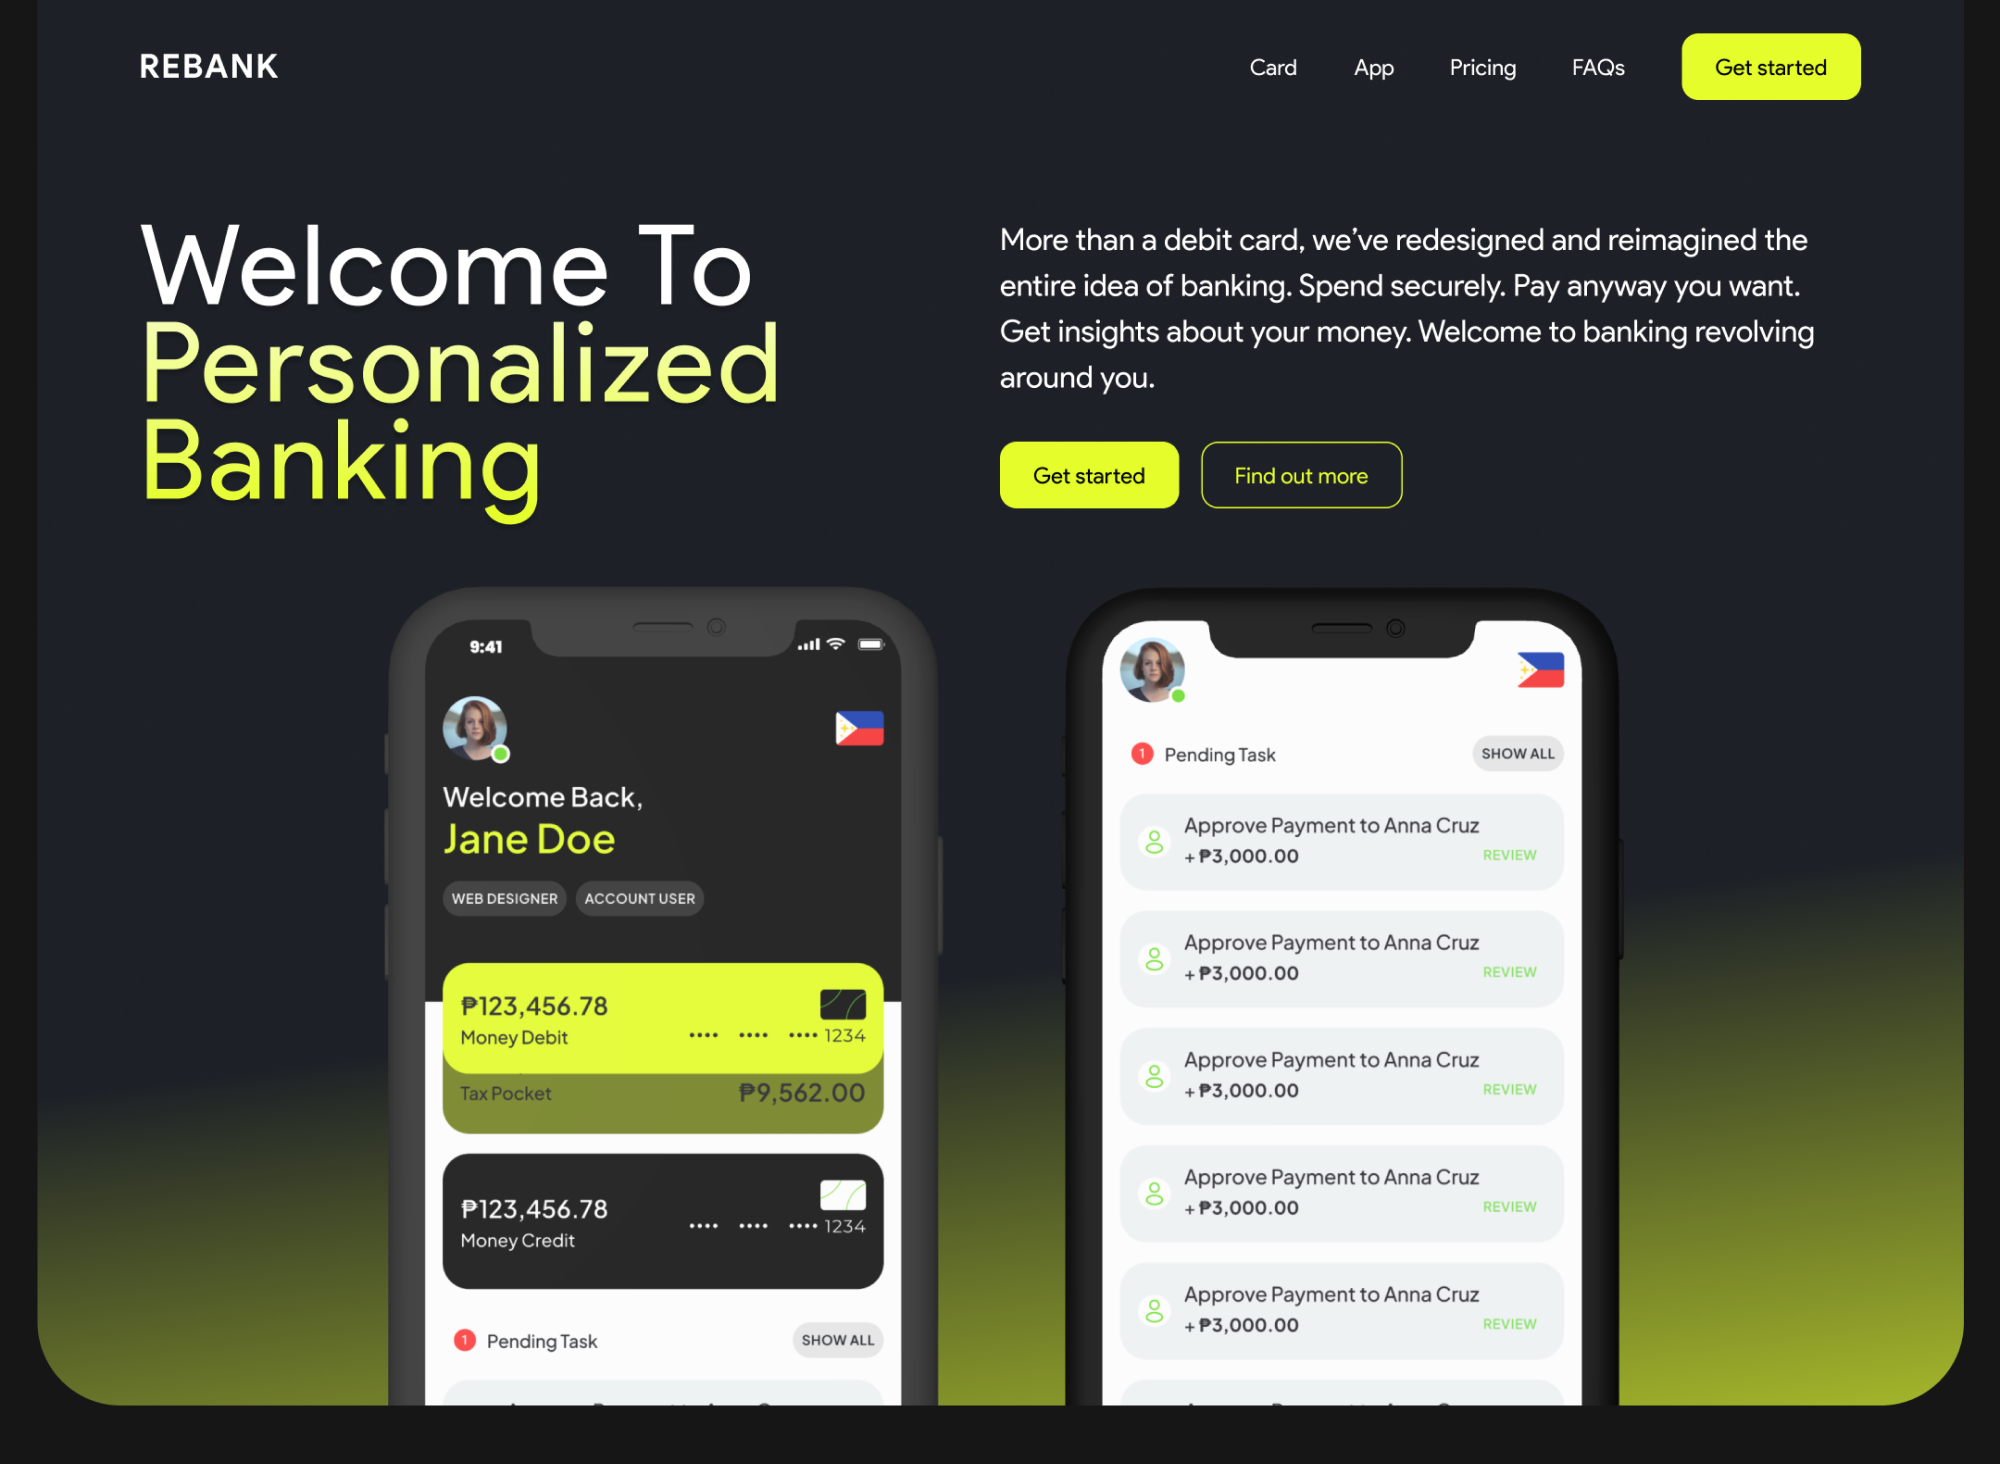 REBANK
Card
App
Pricing
FAQs
Get started
Welcome To
Personalized
Banking
More than a debit card, we’ve redesigned and reimagined the
entire idea of banking. Spend securely. Pay anyway you want.
Get insights about your money. Welcome to banking revolving
around you.
Get started
Find out more
9:41
Welcome Back,
Jane Doe
WEB DESIGNER
ACCOUNT USER
₱123,456.78
Money Debit
•••• •••• •••• 1234
Tax Pocket
₱9,562.00
₱123,456.78
Money Credit
•••• •••• •••• 1234
1
Pending Task
SHOW ALL
1
Pending Task
SHOW ALL
Approve Payment to Anna Cruz
+ ₱3,000.00
REVIEW
Approve Payment to Anna Cruz
+ ₱3,000.00
REVIEW
Approve Payment to Anna Cruz
+ ₱3,000.00
REVIEW
Approve Payment to Anna Cruz
+ ₱3,000.00
REVIEW
Approve Payment to Anna Cruz
+ ₱3,000.00
REVIEW